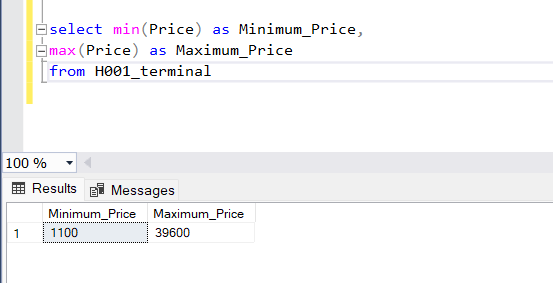 select min(Price) as Minimum_Price,
max(Price) as Maximum_Price
from H001_terminal
100 %
Results Messages
Minimum_Price Maximum_Price
1 1100 39600